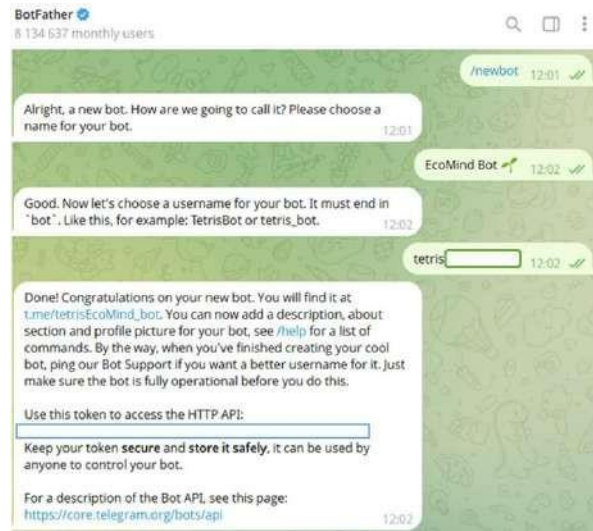 BotFather
8 134 637 monthly users
/newbot 12:01
Alright, a new bot. How are we going to call it? Please choose a
name for your bot.
12:01
EcoMind Bot 🌱 12:02
Good. Now let's choose a username for your bot. It must end in
`bot`. Like this, for example: TetrisBot or tetris_bot.
12:02
tetris 12:02
Done! Congratulations on your new bot. You will find it at
t.me/tetrisEcoMind_bot. You can now add a description, about
section and profile picture for your bot, see /help for a list of
commands. By the way, when you've finished creating your cool
bot, ping our Bot Support if you want a better username for it. Just
make sure the bot is fully operational before you do this.
Use this token to access the HTTP API:
Keep your token secure and store it safely, it can be used by
anyone to control your bot.
For a description of the Bot API, see this page:
https://core.telegram.org/bots/api
12:02